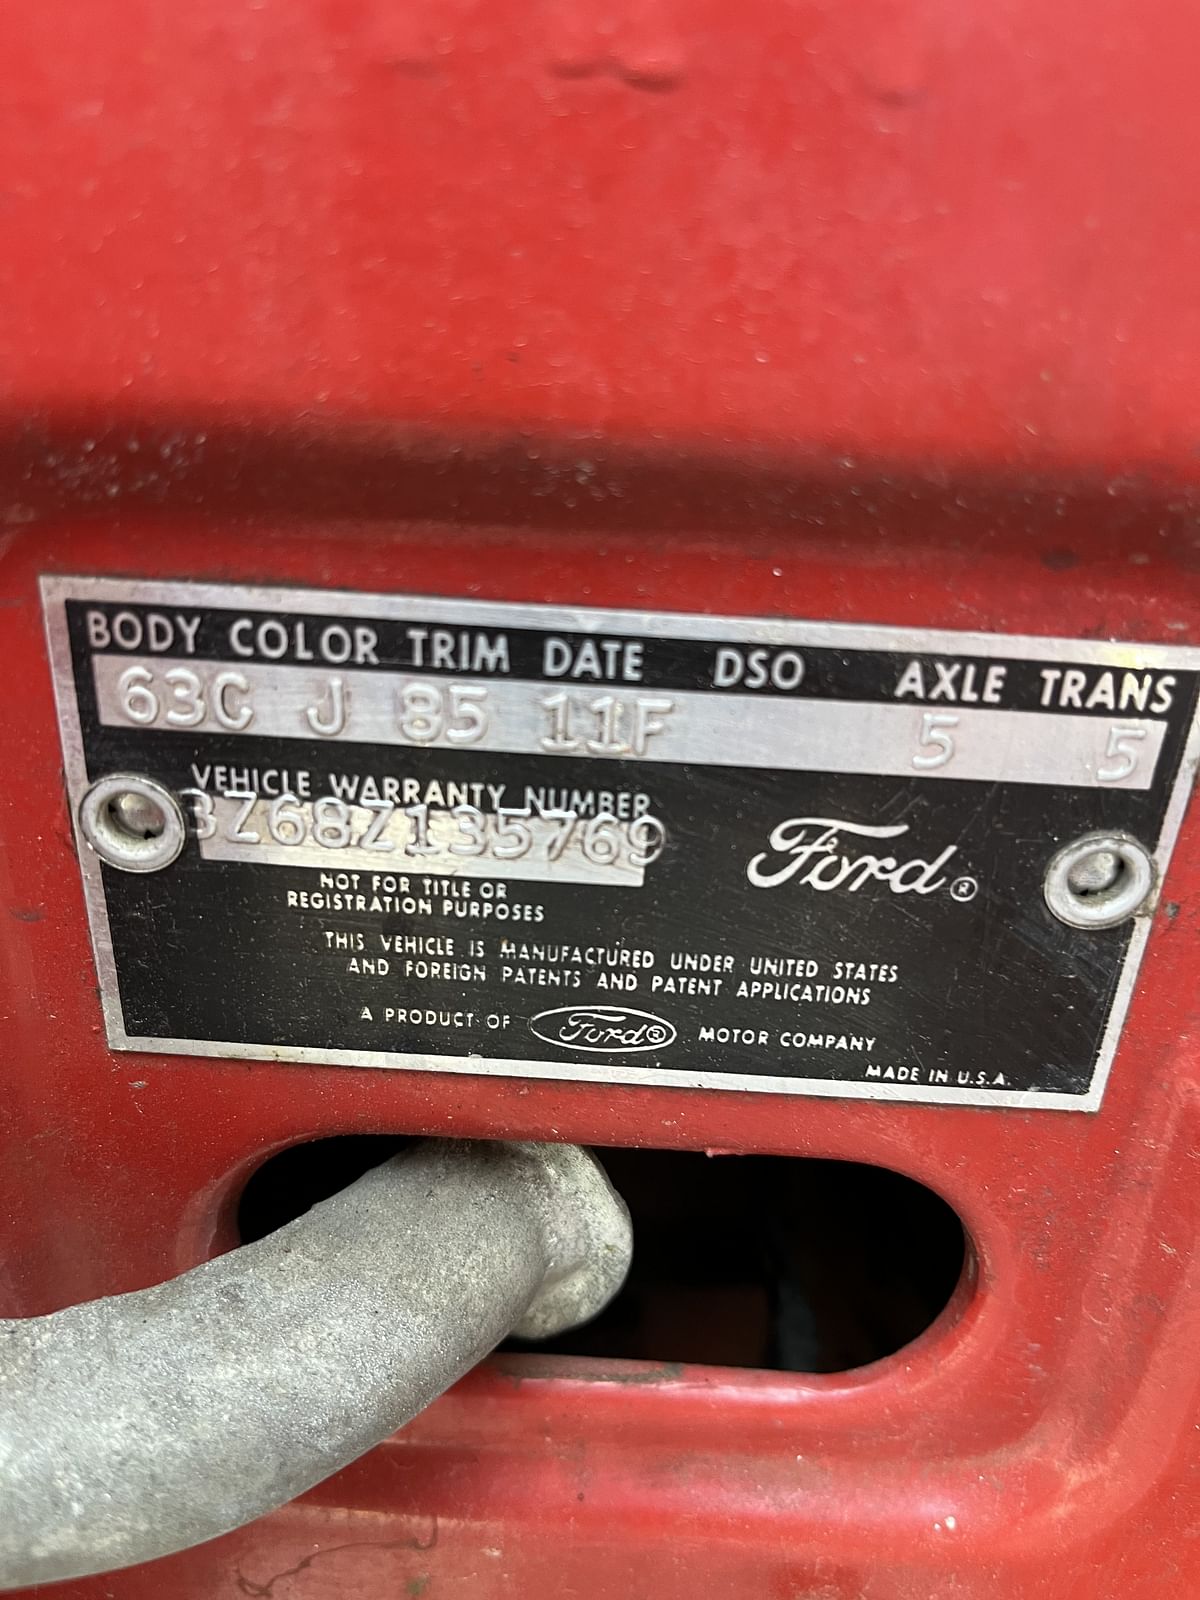 BODY COLOR TRIM DATE DSO AXLE TRANS
63C J 85 11F 5 5
VEHICLE WARRANTY NUMBER
3Z68Z135769
NOT FOR TITLE OR
REGISTRATION PURPOSES
Ford®
THIS VEHICLE IS MANUFACTURED UNDER UNITED STATES
AND FOREIGN PATENTS AND PATENT APPLICATIONS
A PRODUCT OF Ford® MOTOR COMPANY
MADE IN U.S.A.